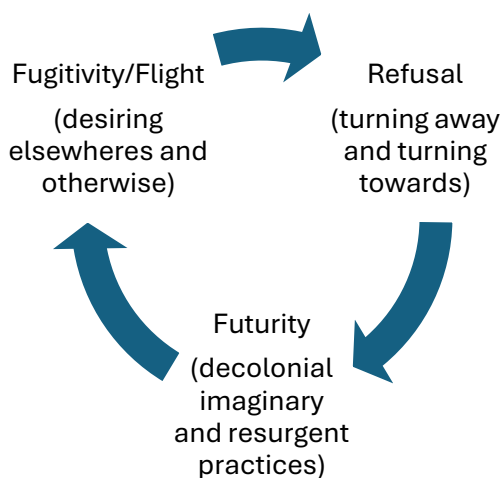 Fugitivity/Flight
(desiring
elsewheres and
otherwise)
Refusal
(turning away
and turning
towards)
Futurity
(decolonial
imaginary
and resurgent
practices)